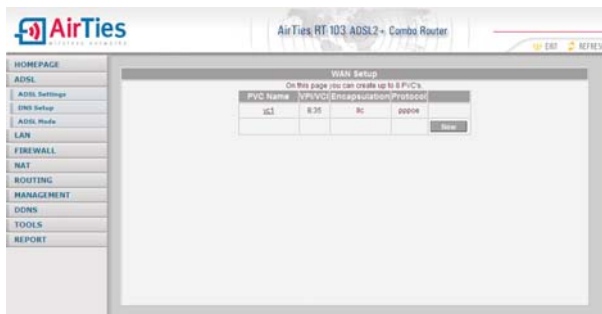 AirTies
wireless networks
AirTies RT-103 ADSL2+ Combo Router
EXIT REFRES
HOMEPAGE
ADSL
ADSL Settings
DNS Setup
ADSL Mode
LAN
FIREWALL
NAT
ROUTING
MANAGEMENT
DDNS
TOOLS
REPORT
WAN Setup
On this page you can create up to 8 PVC's.
PVC Name VPI/VCI Encapsulation Protocol
vc1 8/35 llc pppoe
New